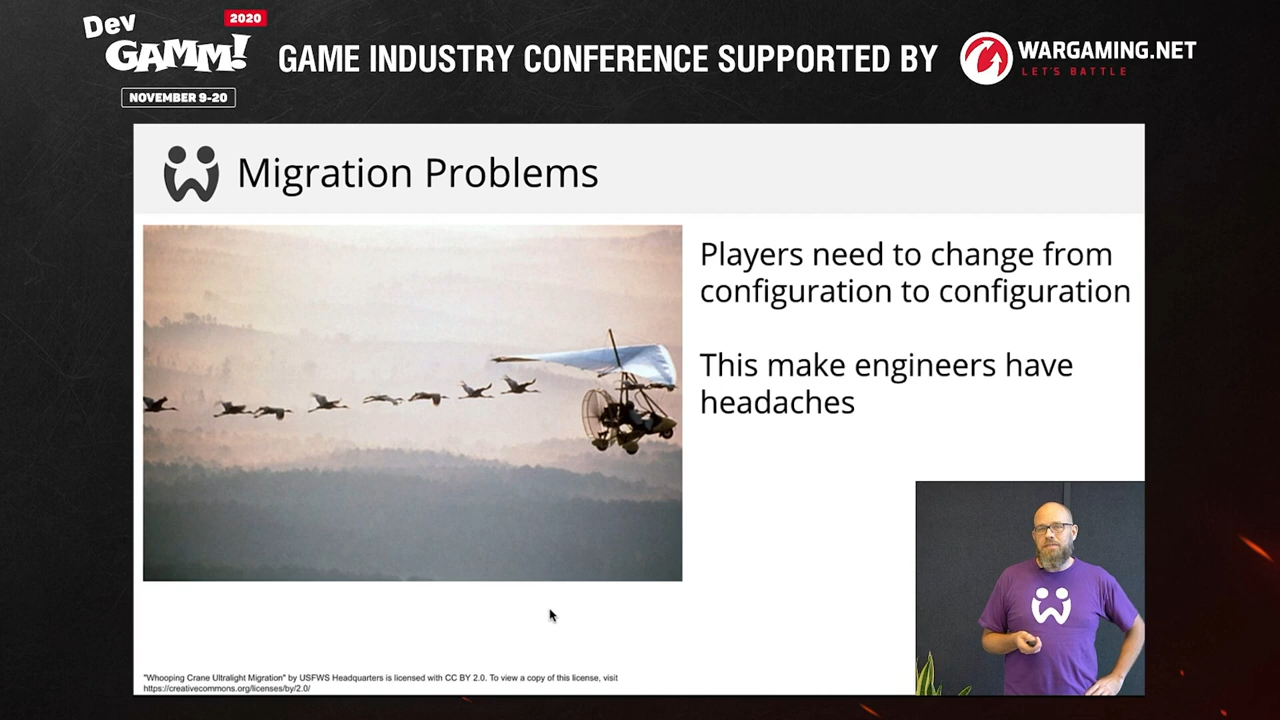 Dev
GAMM!
2020
NOVEMBER 9-20
GAME INDUSTRY CONFERENCE SUPPORTED BY
WARGAMING.NET
LET'S BATTLE
Migration Problems
Players need to change from
configuration to configuration
This make engineers have
headaches
"Whooping Crane Ultralight Migration" by USFWS Headquarters is licensed with CC BY 2.0. To view a copy of this license, visit
https://creativecommons.org/licenses/by/2.0/